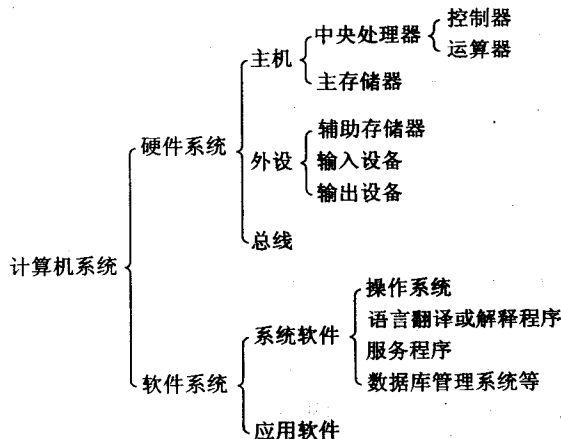 控制器
中央处理器
运算器
主机
主存储器
辅助存储器
硬件系统
外设
输入设备
输出设备
总线
计算机系统
操作系统
语言翻译或解释程序
系统软件
服务程序
软件系统
数据库管理系统等
应用软件